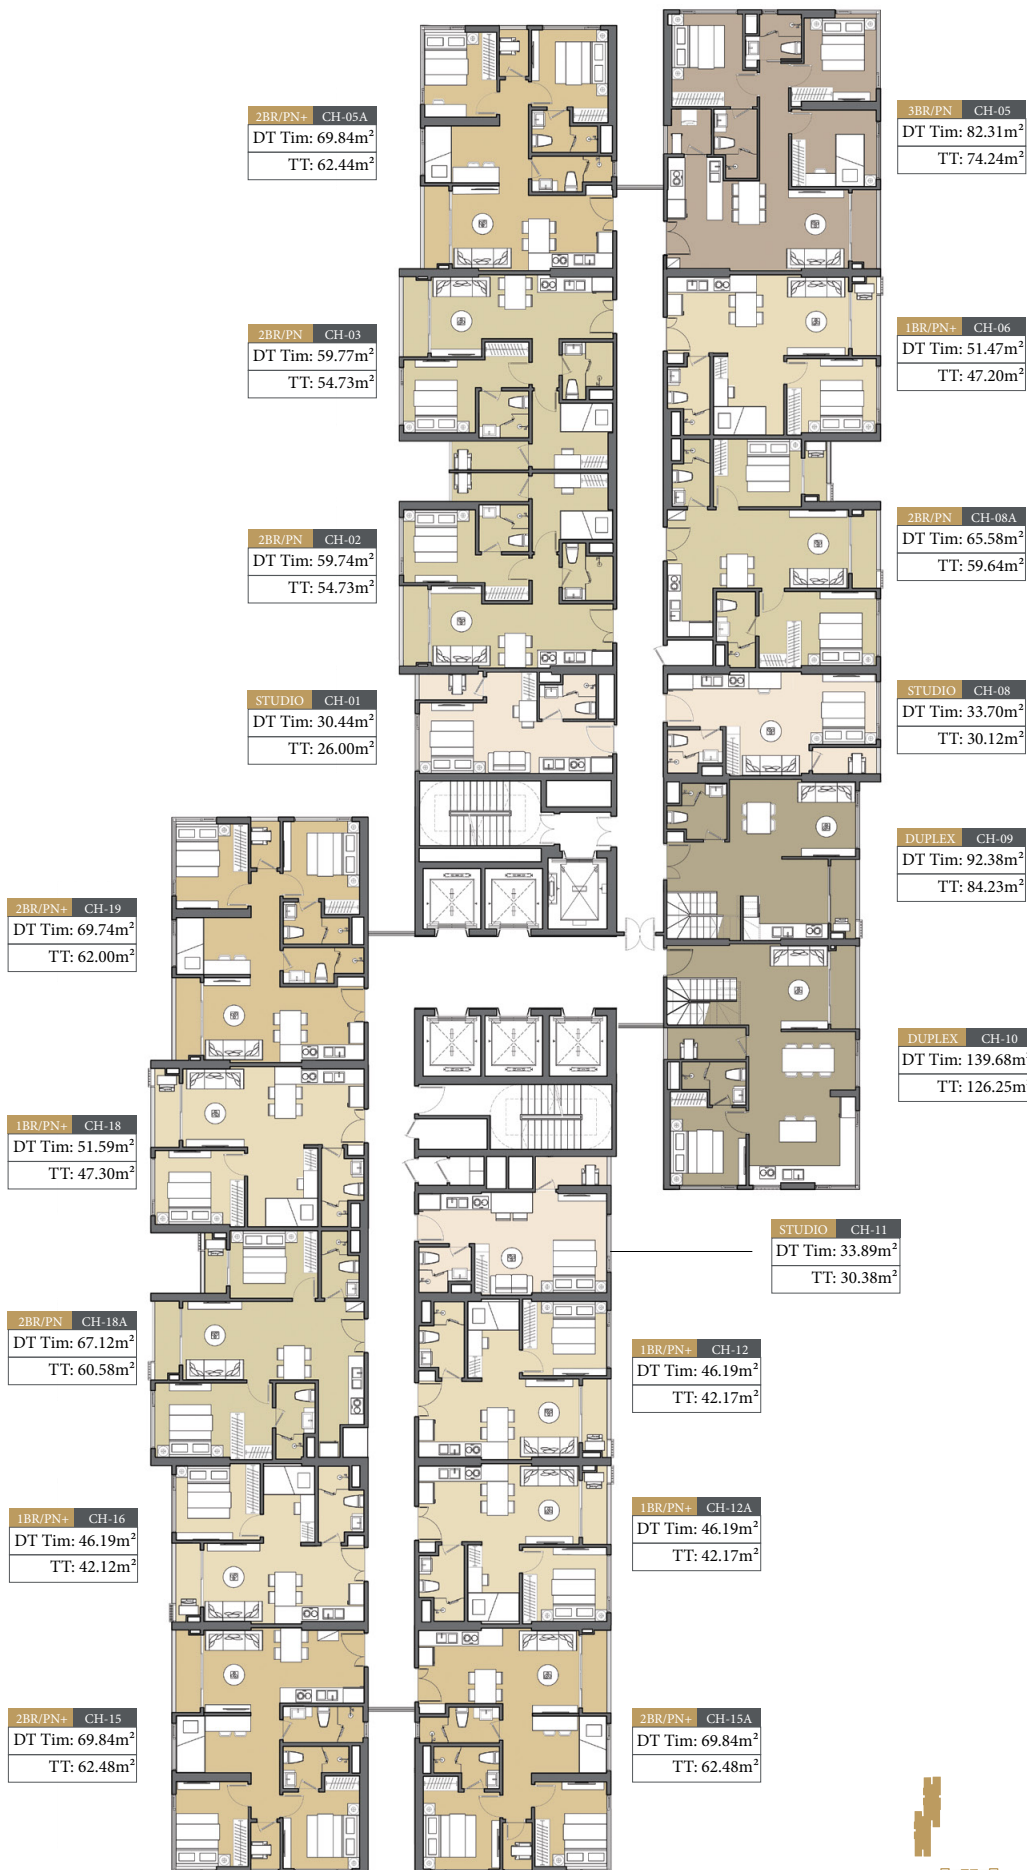 2BR/PN+ CH-05A
DT Tim: 69.84m²
TT: 62.44m²
3BR/PN CH-05
DT Tim: 82.31m²
TT: 74.24m²
2BR/PN CH-03
DT Tim: 59.77m²
TT: 54.73m²
1BR/PN+ CH-06
DT Tim: 51.47m²
TT: 47.20m²
2BR/PN CH-02
DT Tim: 59.74m²
TT: 54.73m²
2BR/PN CH-08A
DT Tim: 65.58m²
TT: 59.64m²
STUDIO CH-01
DT Tim: 30.44m²
TT: 26.00m²
STUDIO CH-08
DT Tim: 33.70m²
TT: 30.12m²
DUPLEX CH-09
DT Tim: 92.38m²
TT: 84.23m²
2BR/PN+ CH-19
DT Tim: 69.74m²
TT: 62.00m²
DUPLEX CH-10
DT Tim: 139.68m²
TT: 126.25m²
1BR/PN+ CH-18
DT Tim: 51.59m²
TT: 47.30m²
STUDIO CH-11
DT Tim: 33.89m²
TT: 30.38m²
2BR/PN CH-18A
DT Tim: 67.12m²
TT: 60.58m²
1BR/PN+ CH-12
DT Tim: 46.19m²
TT: 42.17m²
1BR/PN+ CH-16
DT Tim: 46.19m²
TT: 42.12m²
1BR/PN+ CH-12A
DT Tim: 46.19m²
TT: 42.17m²
2BR/PN+ CH-15
DT Tim: 69.84m²
TT: 62.48m²
2BR/PN+ CH-15A
DT Tim: 69.84m²
TT: 62.48m²